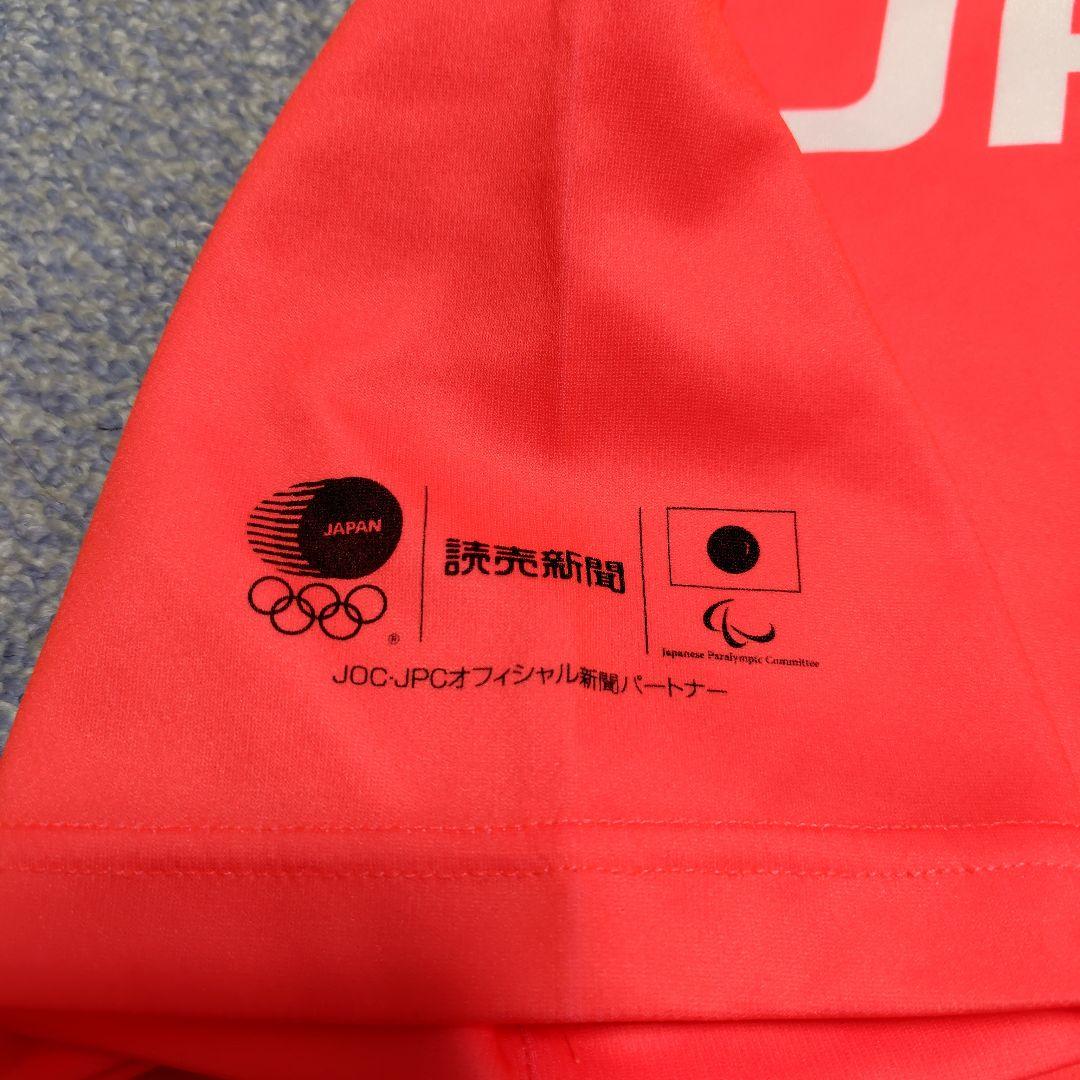 JA
JAPAN
読売新聞
®
Japanese Paralympic Committee
JOC・JPCオフィシャル新聞パートナー